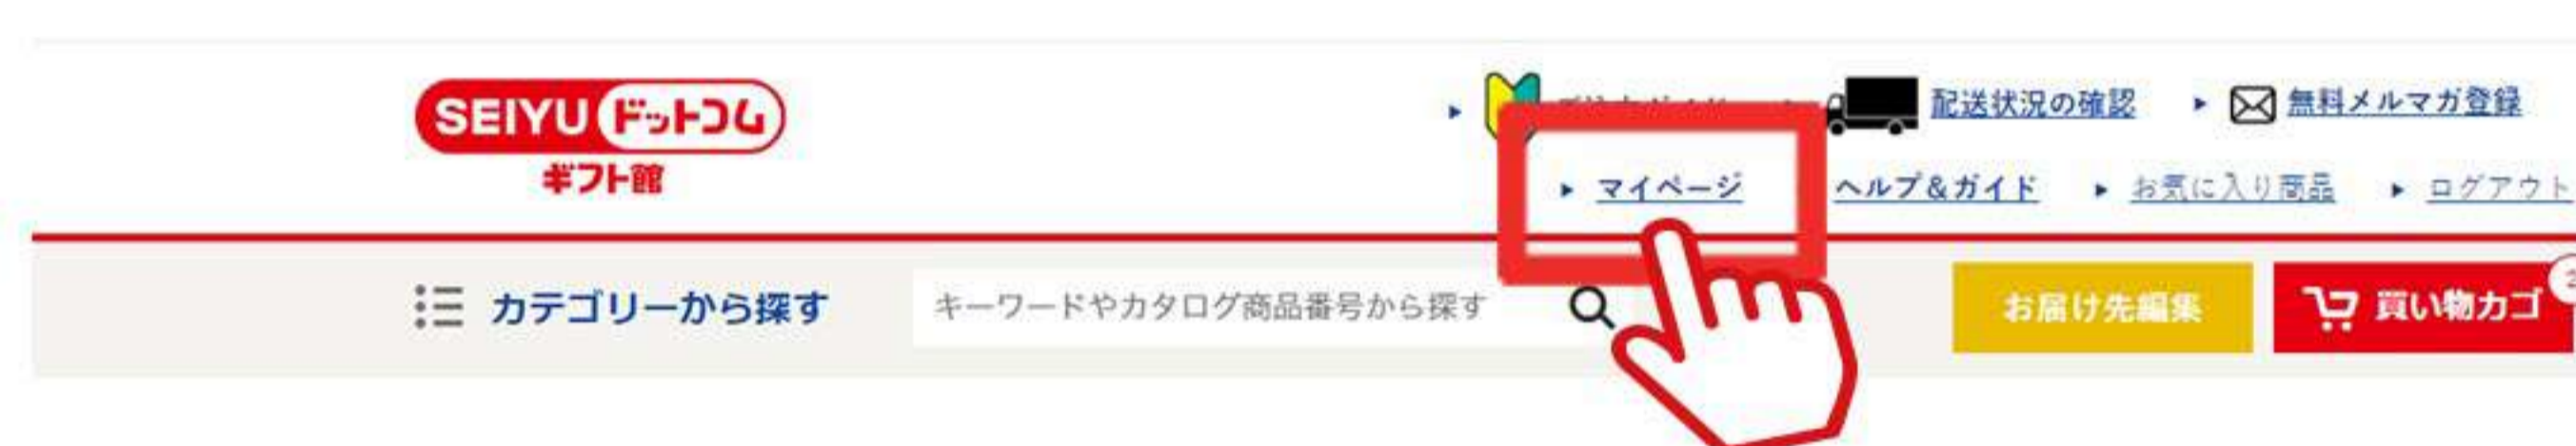 SEIYU ドットコム
ギフト館
配送状況の確認
無料メルマガ登録
マイページ
ヘルプ&ガイド
お気に入り商品
ログアウト
カテゴリーから探す
キーワードやカタログ商品番号から探す
お届け先編集
買い物カゴ